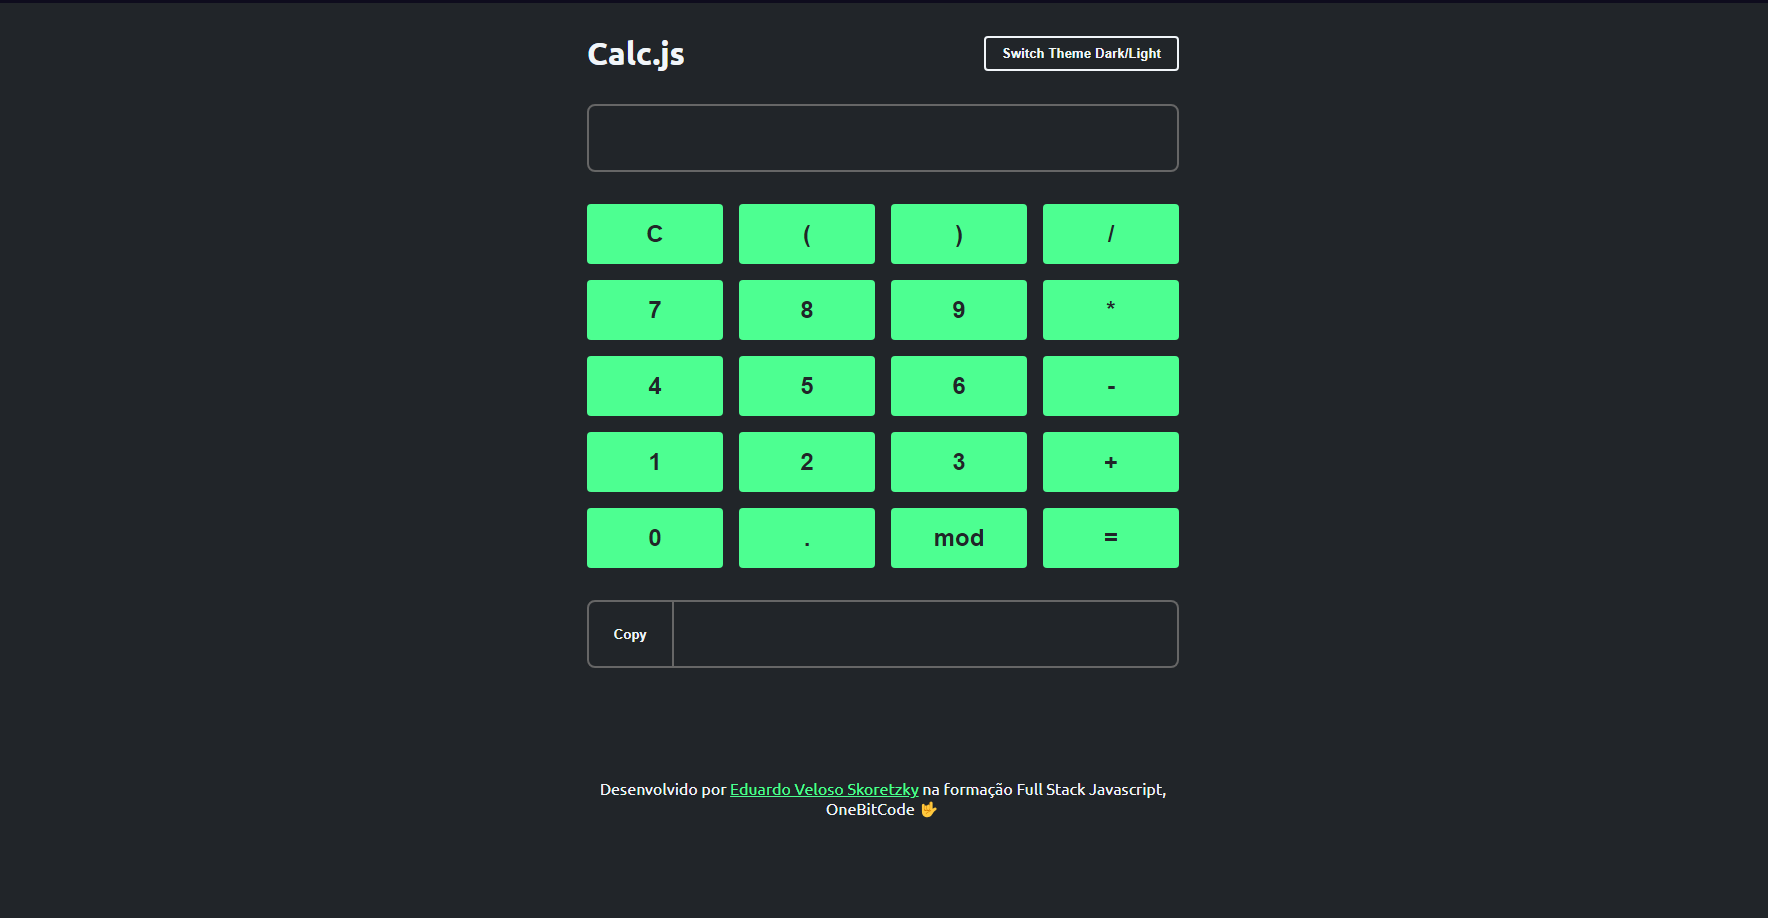 Calc.js
Switch Theme Dark/Light
C ( ) /
7 8 9 *
4 5 6 -
1 2 3 +
0 . mod =
Copy
Desenvolvido por Eduardo Veloso Skoretzky na formação Full Stack Javascript,
OneBitCode 🤟